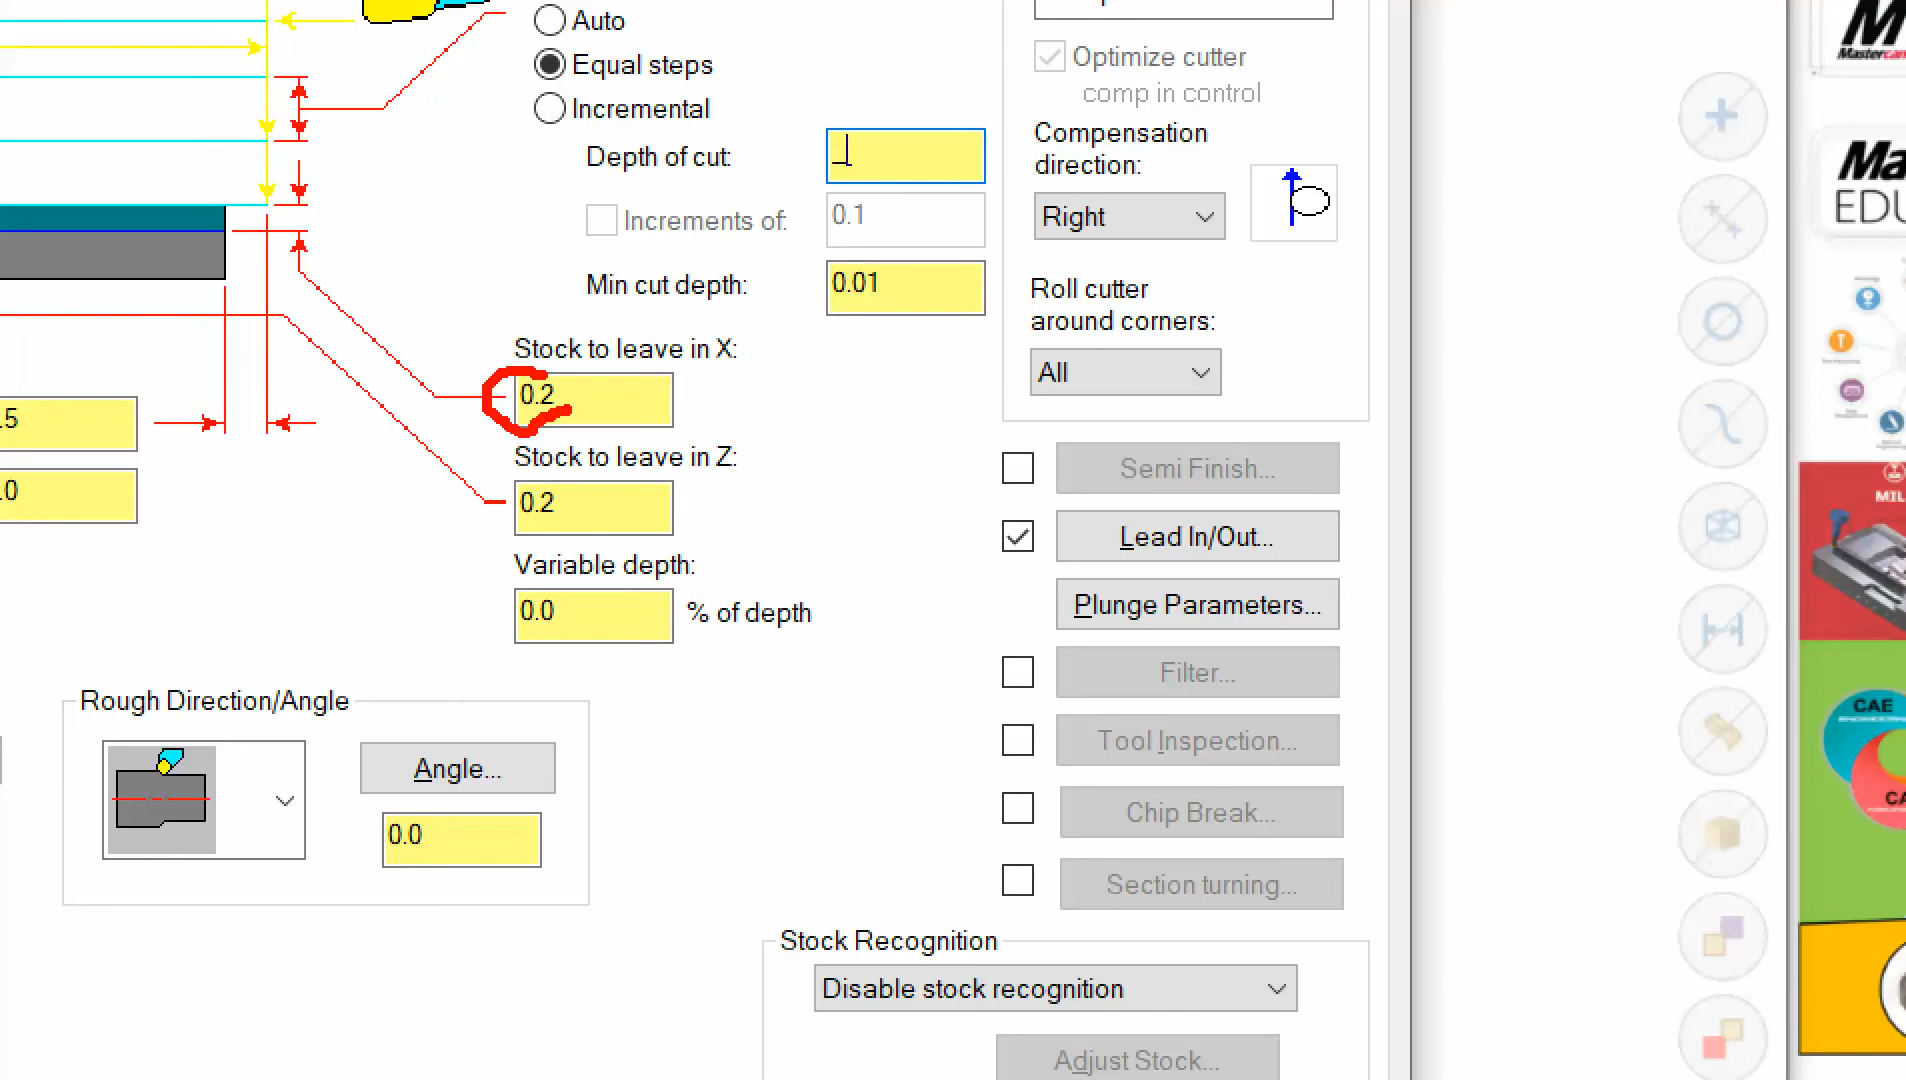 Auto
Equal steps
Incremental
Depth of cut:
Increments of:
0.1
Min cut depth:
0.01
Stock to leave in X:
0.2
Stock to leave in Z:
0.2
Variable depth:
0.0
% of depth
.5
.0
Rough Direction/Angle
Angle...
0.0
Optimize cutter
comp in control
Compensation
direction:
Right
Roll cutter
around corners:
All
Semi Finish...
Lead In/Out...
Plunge Parameters...
Filter...
Tool Inspection...
Chip Break...
Section turning...
Stock Recognition
Disable stock recognition
Adjust Stock...
M
Mastercam
Ma
EDU
MIL
CAE
CA